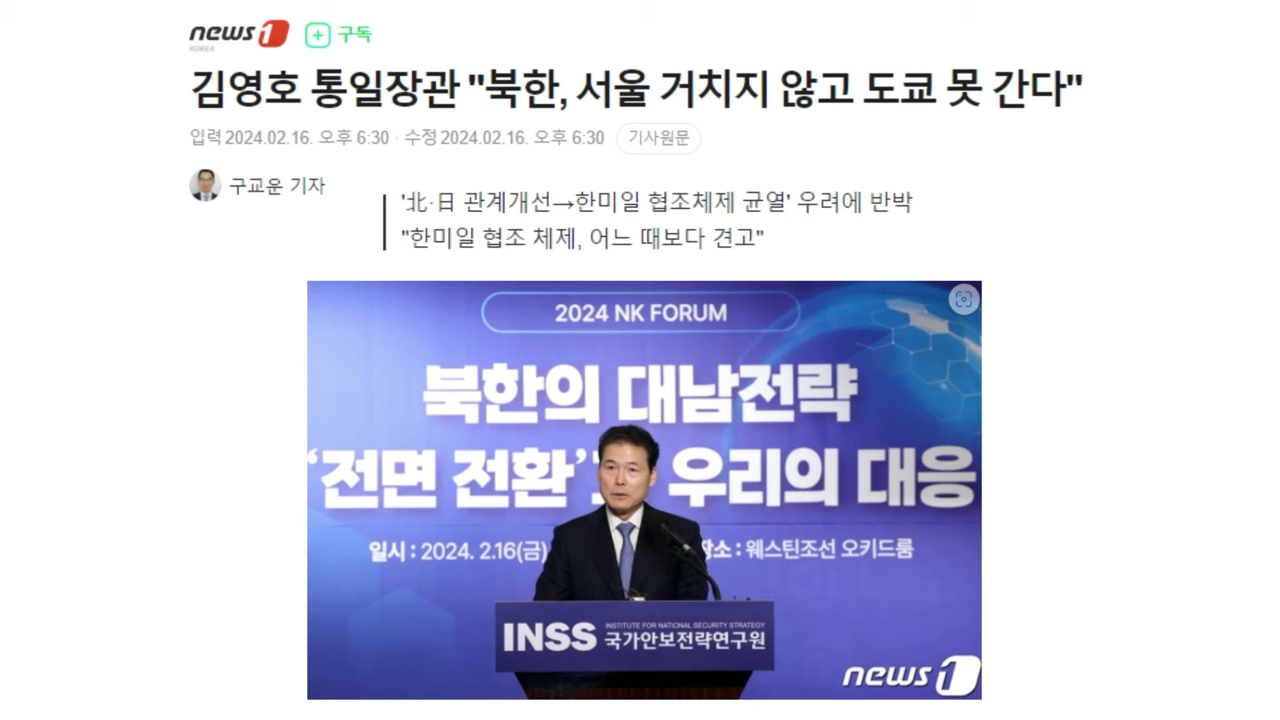 news1
KOREA
구독
김영호 통일장관 "북한, 서울 거치지 않고 도쿄 못 간다"
입력 2024.02.16. 오후 6:30 · 수정 2024.02.16. 오후 6:30 기사원문
구교운 기자
'北·日 관계개선→한미일 협조체제 균열' 우려에 반박
"한미일 협조 체제, 어느 때보다 견고"
2024 NK FORUM
북한의 대남전략
‘전면 전환’ 우리의 대응
일시 : 2024. 2.16(금) : 웨스틴조선 오키드룸
INSS INSTITUTE FOR NATIONAL SECURITY STRATEGY
국가안보전략연구원
news1